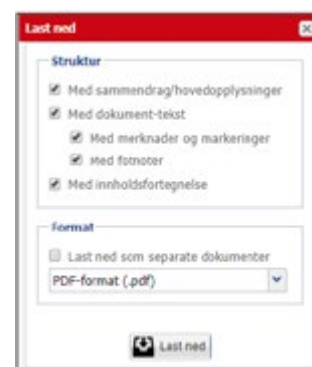 Last ned
Struktur
Med sammendrag/hovedopplysninger
Med dokument-tekst
Med merknader og markeringer
Med fotnoter
Med innholdsfortegnelse
Format
Last ned som separate dokumenter
PDF-format (.pdf)
Last ned